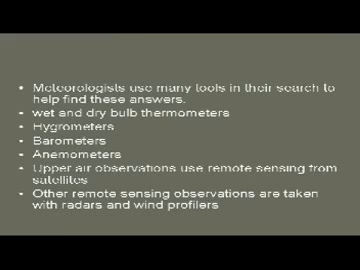 • Meteorologists use many tools in their search to
help find these answers.
• wet and dry bulb thermometers
• Hygrometers
• Barometers
• Anemometers
• Upper air observations use remote sensing from
satellites
• Other remote sensing observations are taken
with radars and wind profilers